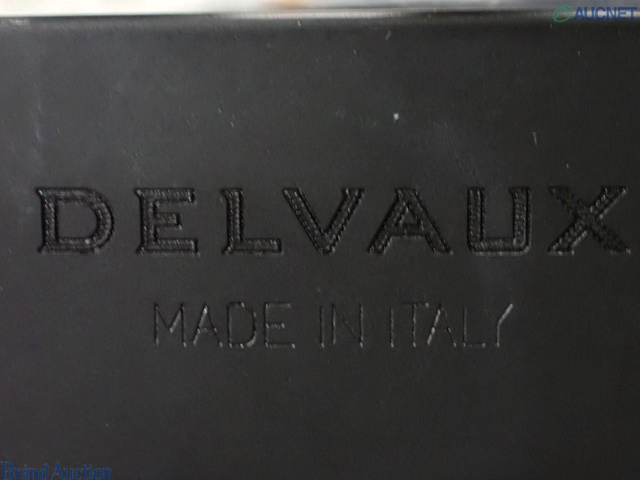 AUCNET
DELVAUX
MADE IN ITALY
Brand Auction